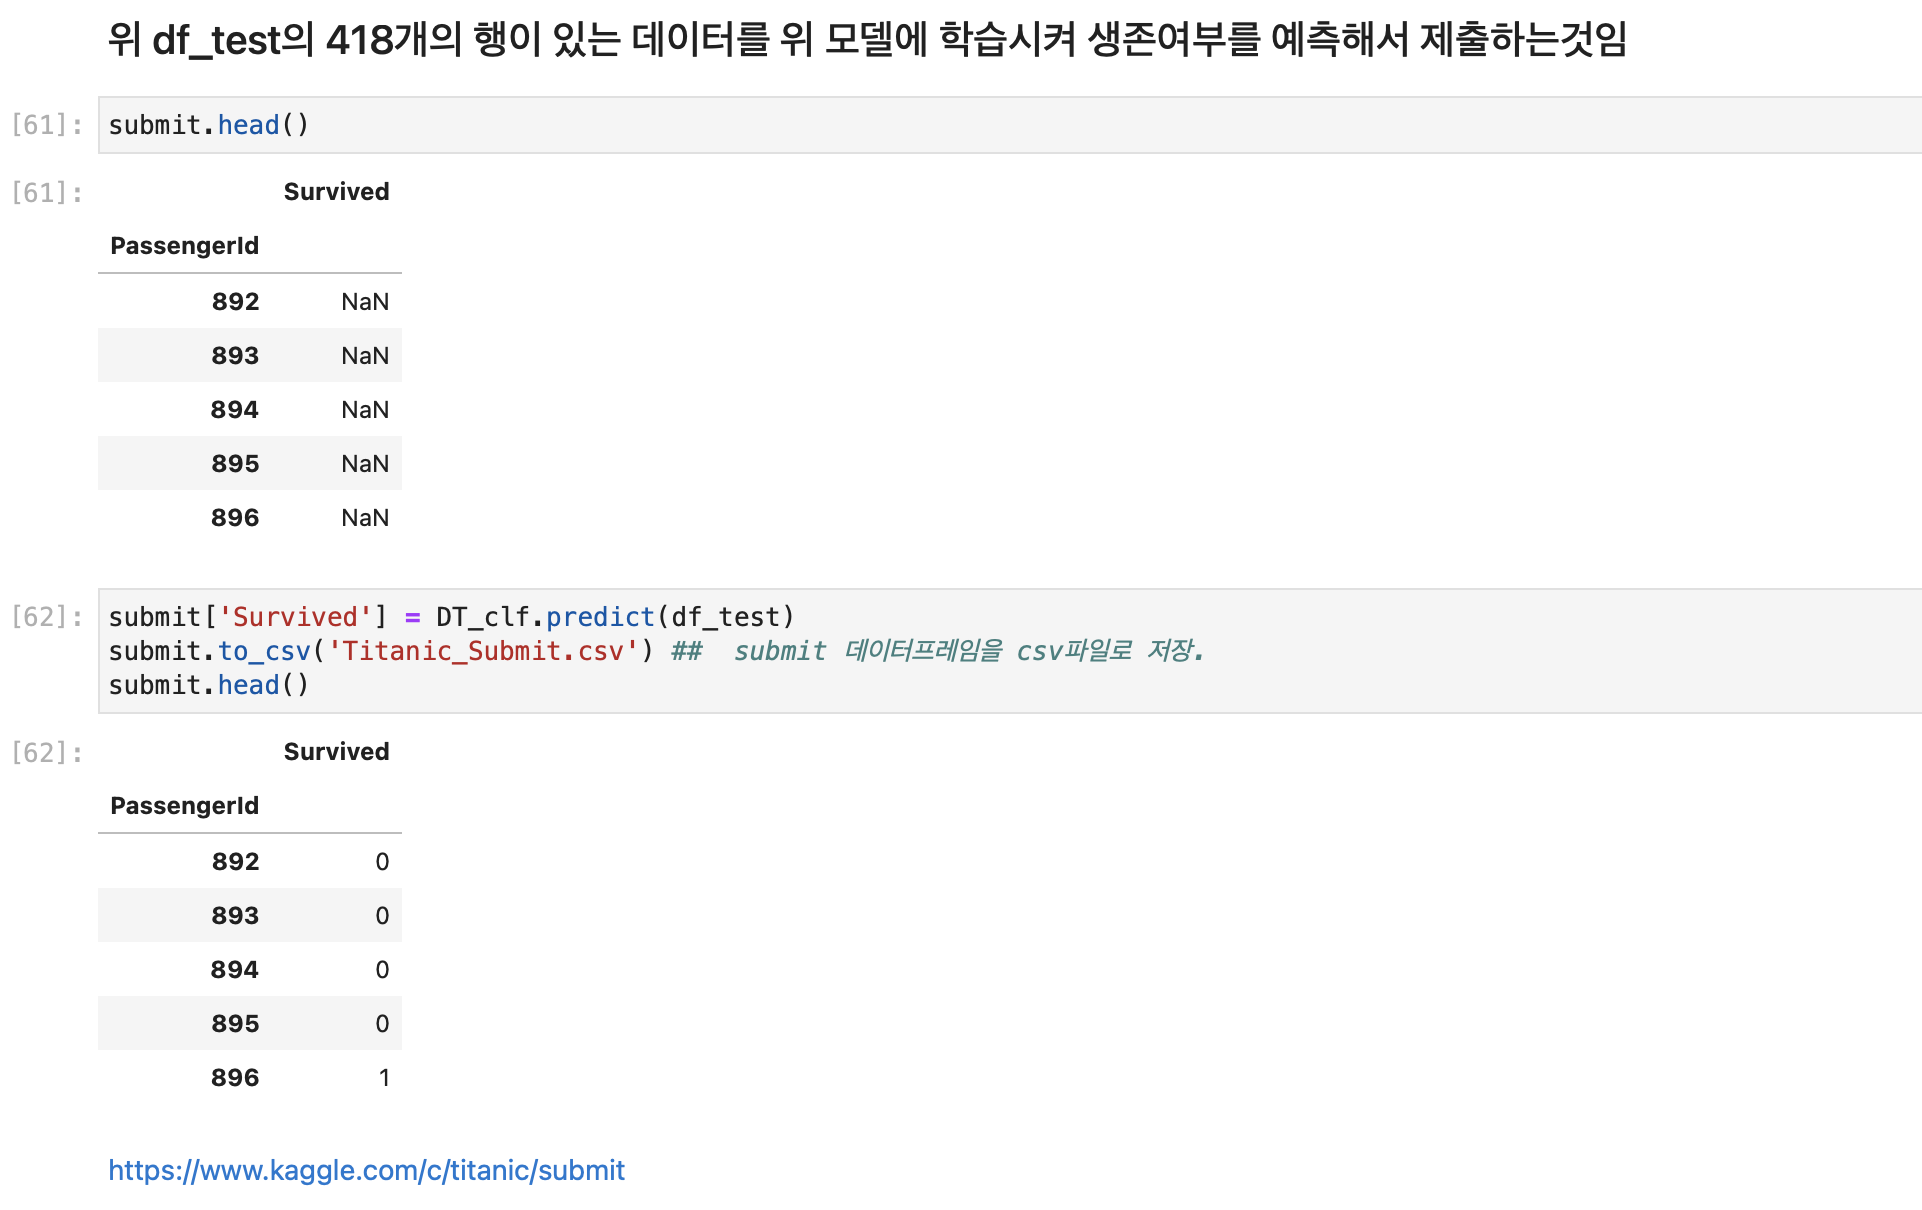 위 df_test의 418개의 행이 있는 데이터를 위 모델에 학습시켜 생존여부를 예측해서 제출하는것임
[61]: submit.head()
[61]: Survived
PassengerId
892 NaN
893 NaN
894 NaN
895 NaN
896 NaN
[62]: submit['Survived'] = DT_clf.predict(df_test)
submit.to_csv('Titanic_Submit.csv') ##  submit 데이터프레임을 csv파일로 저장.
submit.head()
[62]: Survived
PassengerId
892 0
893 0
894 0
895 0
896 1
https://www.kaggle.com/c/titanic/submit